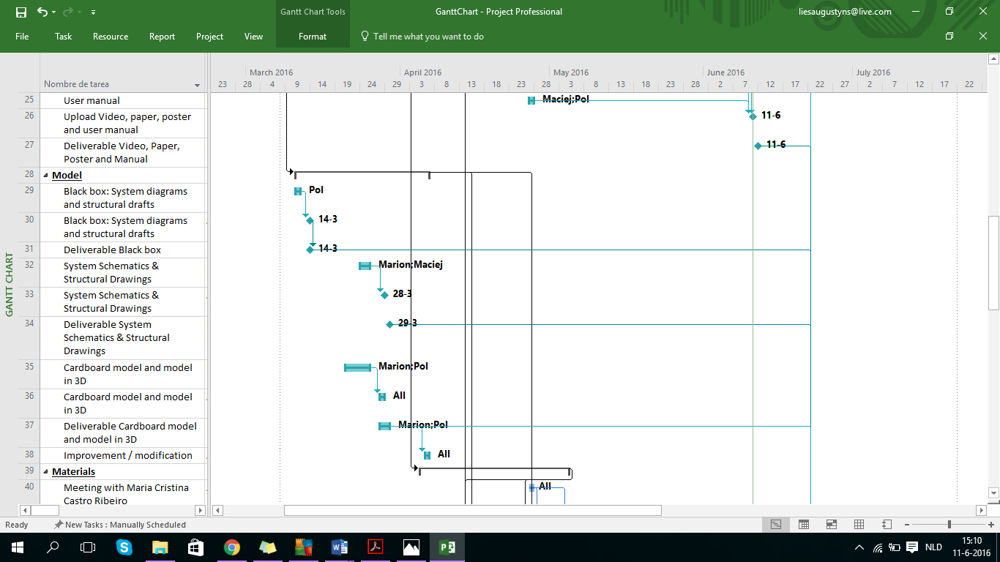 Gantt Chart Tools
GanttChart - Project Professional
liesaugustyns@live.com
File Task Resource Report Project View Format Tell me what you want to do
March 2016 April 2016 May 2016 June 2016 July 2016
Nombre de tarea
23 28 4 9 14 19 24 29 3 8 13 18 23 28 3 8 13 18 23 28 2 7 12 17 22 27 2 7 12 17 22
25 User manual Maciej;Pol
26 Upload Video, paper, poster 11-6
and user manual
27 Deliverable Video, Paper, 11-6
Poster and Manual
28 Model
29 Black box: System diagrams Pol
and structural drafts
30 Black box: System diagrams 14-3
and structural drafts
31 Deliverable Black box 14-3
32 System Schematics & Marion;Maciej
Structural Drawings
33 System Schematics & 28-3
Structural Drawings
34 Deliverable System 29-3
Schematics & Structural
Drawings
35 Cardboard model and model Marion;Pol
in 3D
36 Cardboard model and model All
in 3D
37 Deliverable Cardboard model Marion;Pol
and model in 3D
38 Improvement / modification All
39 Materials
40 Meeting with Maria Cristina All
Castro Ribeiro
GANTT CHART
Ready New Tasks : Manually Scheduled
NLD
15:10
11-6-2016